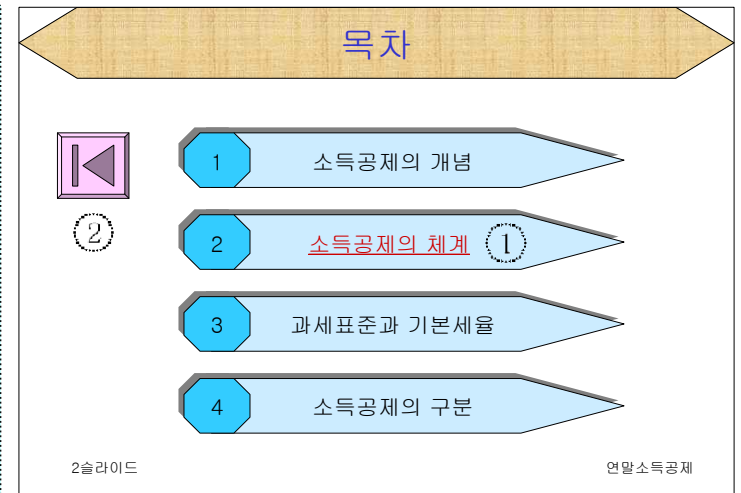 목차
1 소득공제의 개념
②
2 소득공제의 체계 ①
3 과세표준과 기본세율
4 소득공제의 구분
2슬라이드 연말소득공제